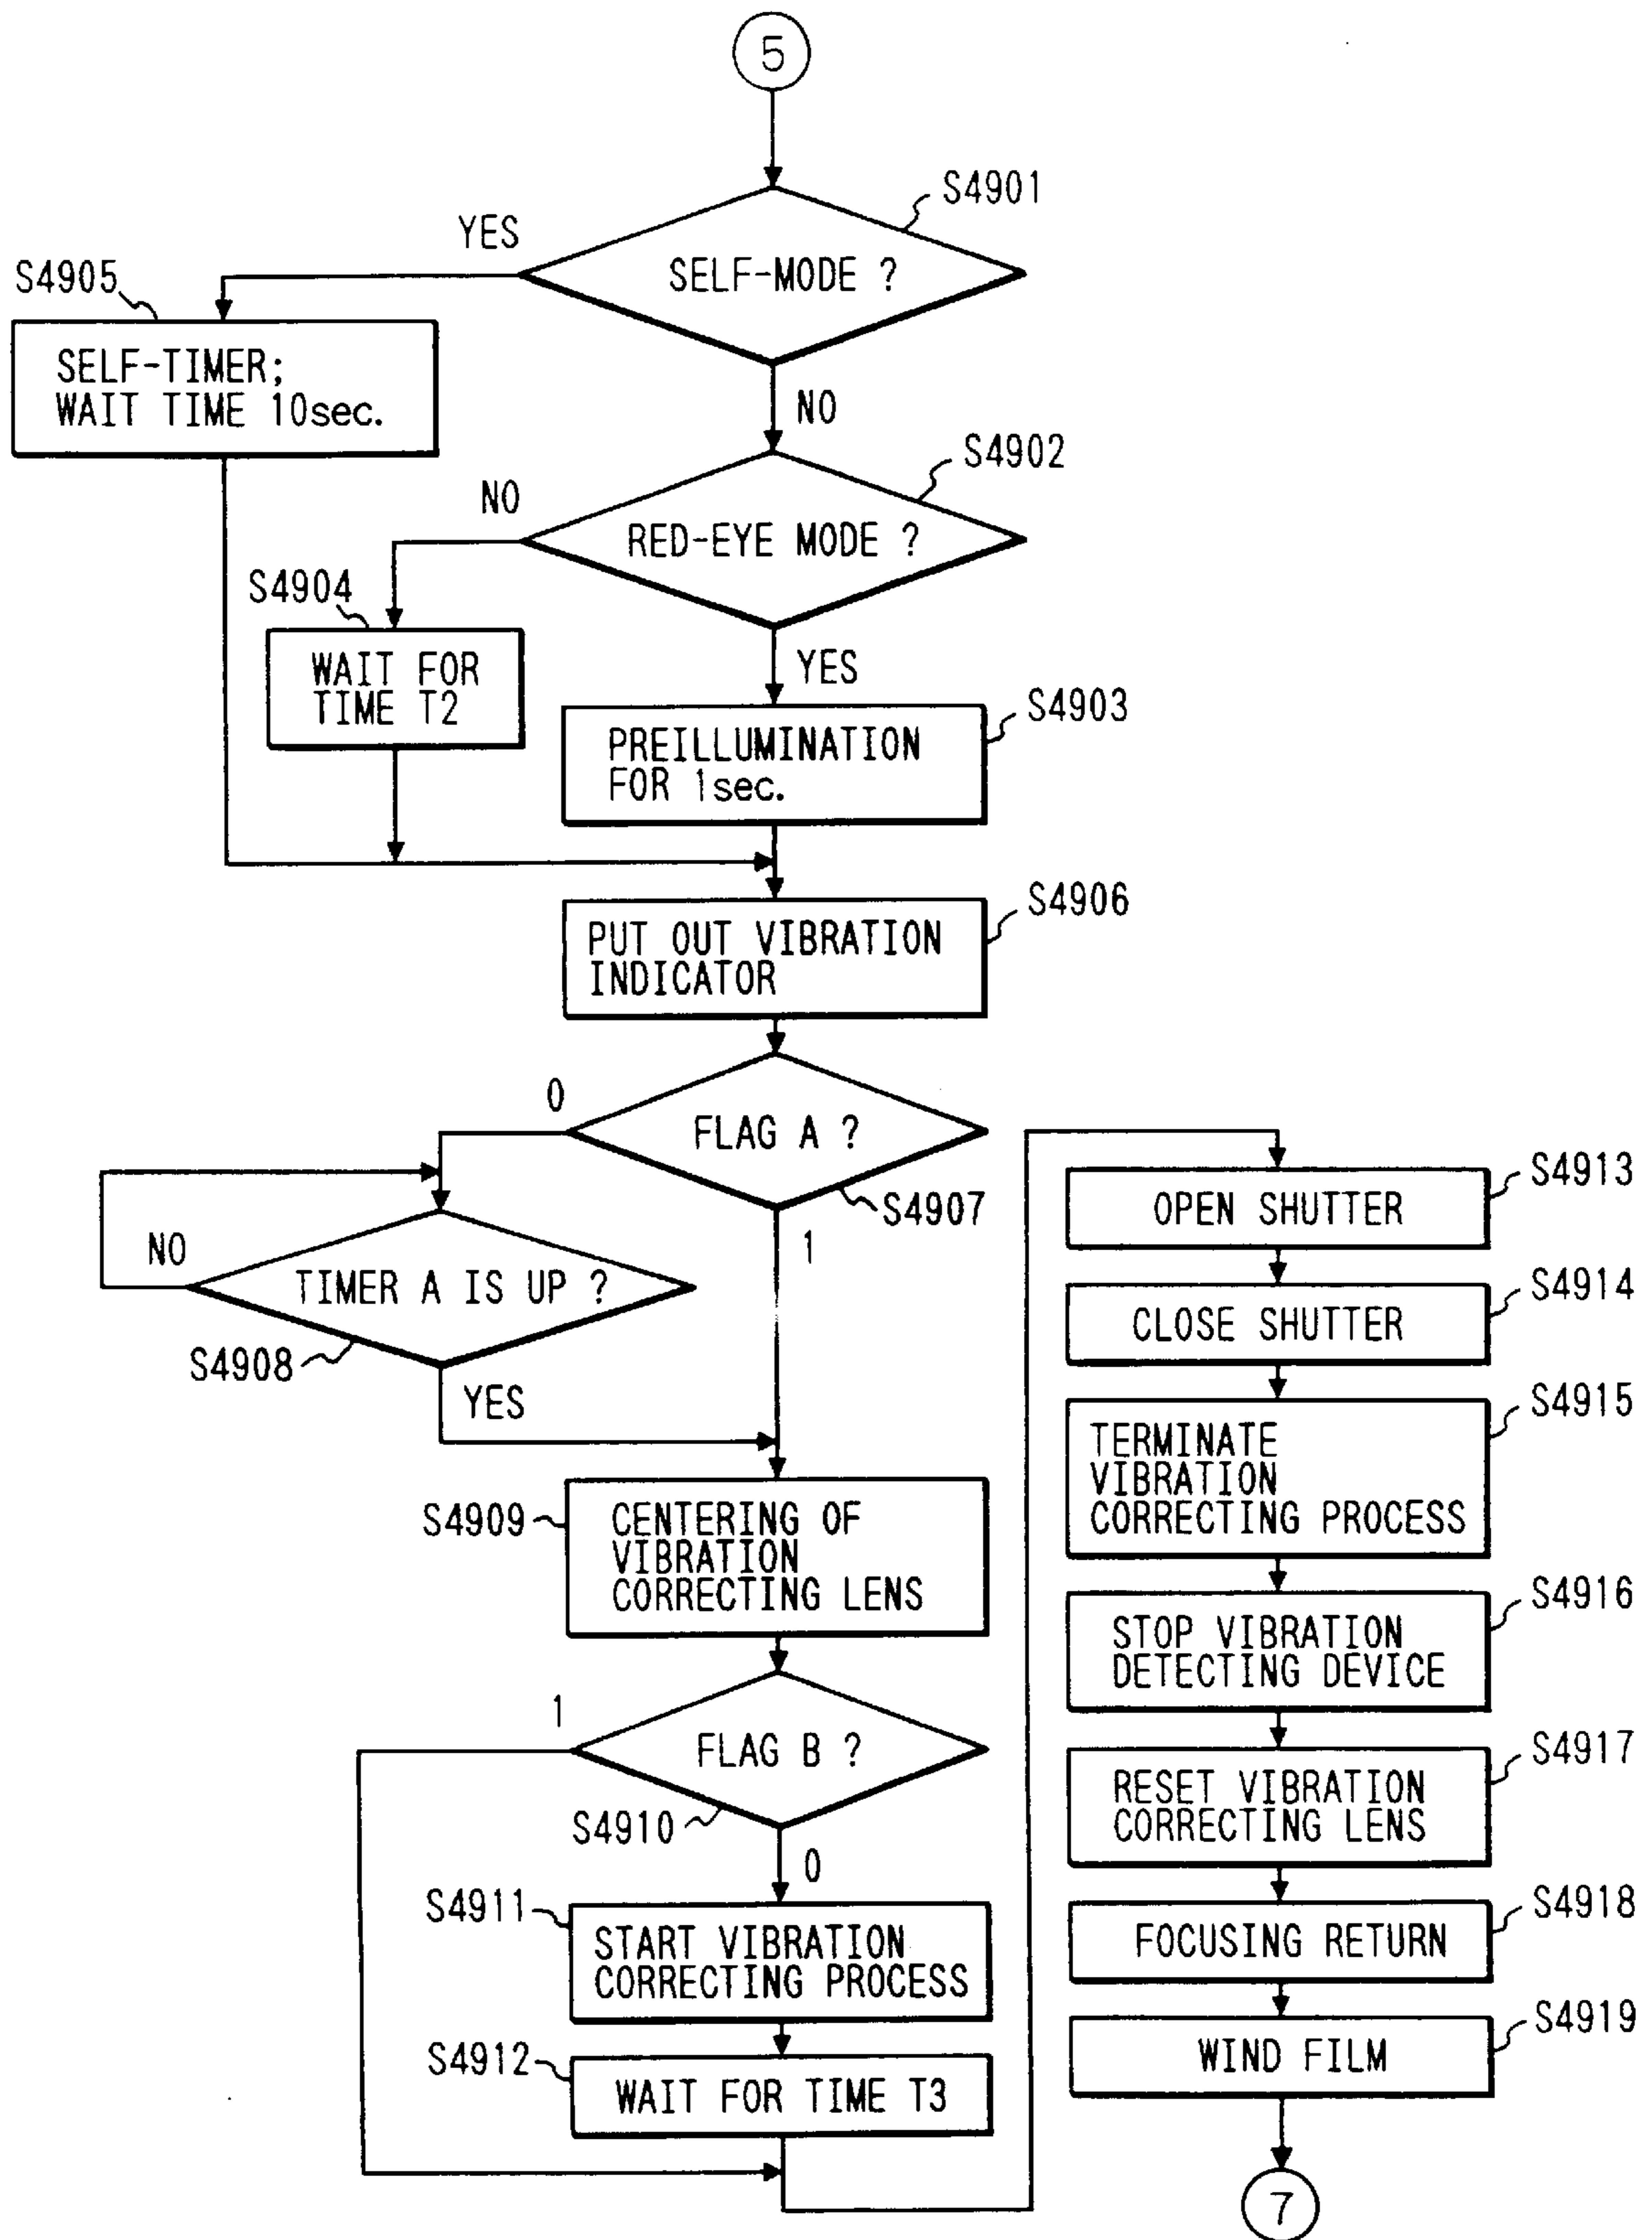 5
S4901
YES
SELF-MODE ?
S4905
SELF-TIMER;
WAIT TIME 10sec.
NO
S4902
NO
RED-EYE MODE ?
S4904
WAIT FOR
TIME T2
YES
S4903
PREILLUMINATION
FOR 1sec.
S4906
PUT OUT VIBRATION
INDICATOR
0
FLAG A ?
S4907
1
NO
TIMER A IS UP ?
S4908
YES
S4909
CENTERING OF
VIBRATION
CORRECTING LENS
1
FLAG B ?
S4910
0
S4911
START VIBRATION
CORRECTING PROCESS
S4912
WAIT FOR TIME T3
S4913
OPEN SHUTTER
S4914
CLOSE SHUTTER
S4915
TERMINATE
VIBRATION
CORRECTING PROCESS
S4916
STOP VIBRATION
DETECTING DEVICE
S4917
RESET VIBRATION
CORRECTING LENS
S4918
FOCUSING RETURN
S4919
WIND FILM
7